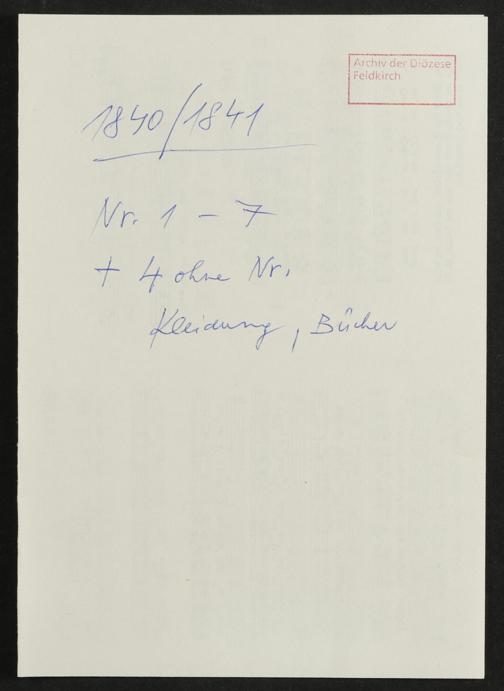 Archiv der Diözese
Feldkirch
1840/1841
Nr. 1 - 7
+ 4 ohne Nr.
Kleidung, Bücher